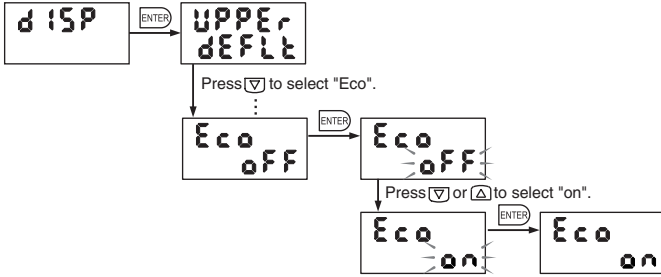 dISP
ENTER
UPPEr
dEFLt
Press ▽ to select "Eco".
Eco
oFF
ENTER
Eco
oFF
Press ▽ or △ to select "on".
Eco
on
ENTER
Eco
on